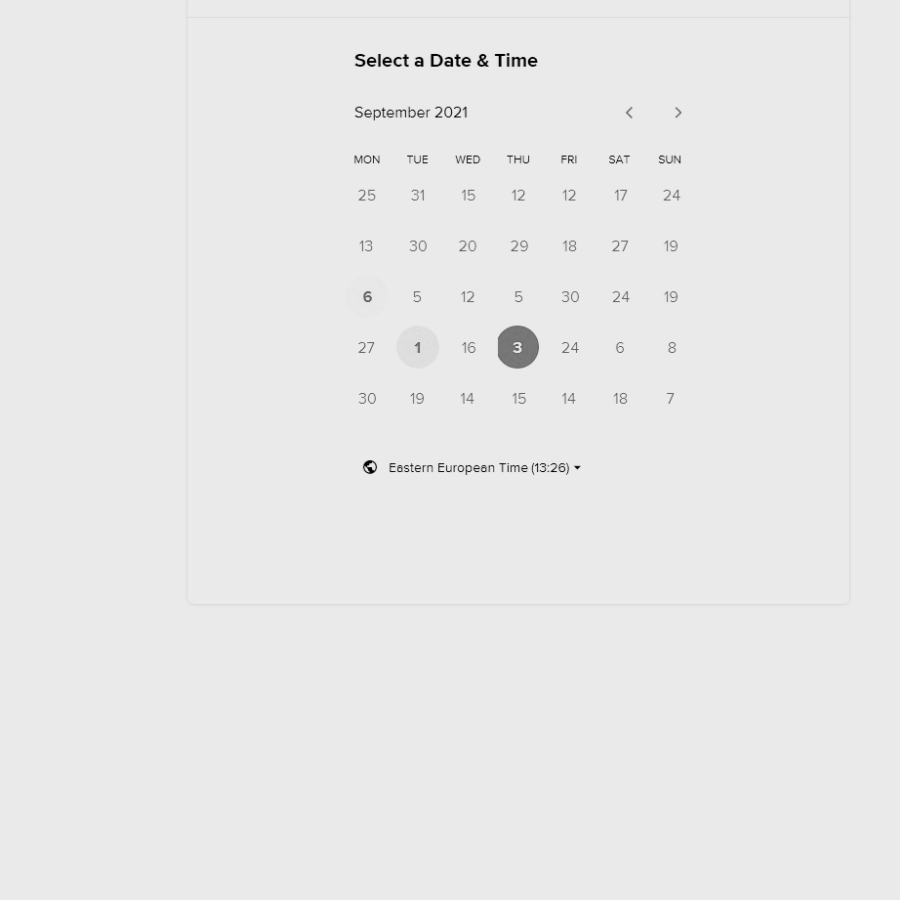 Select a Date & Time
September 2021
MON TUE WED THU FRI SAT SUN
25 31 15 12 12 17 24
13 30 20 29 18 27 19
6 5 12 5 30 24 19
27 1 16 3 24 6 8
30 19 14 15 14 18 7
Eastern European Time (13:26)